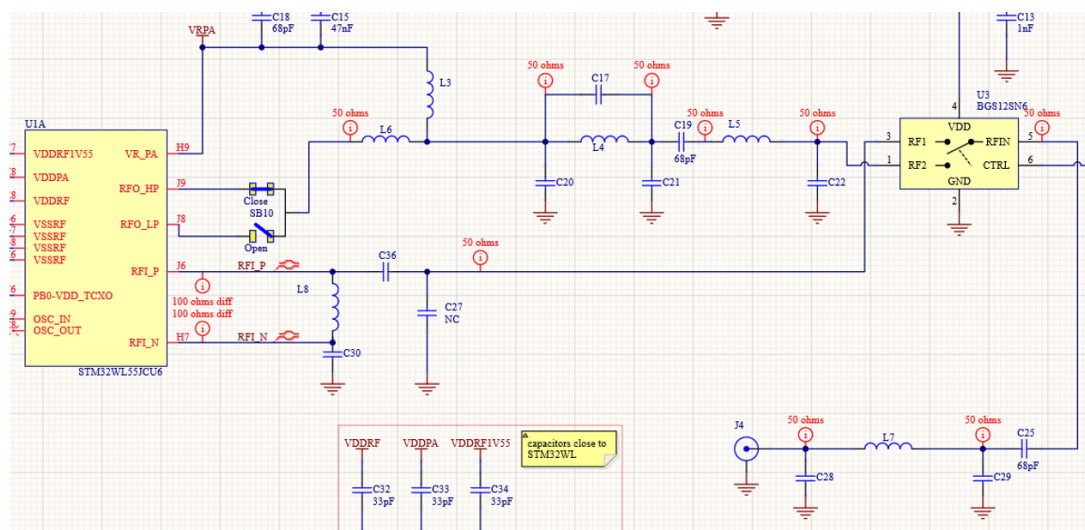 C18
68pF
C15
47nF
C13
1nF
VRPA
L3
50 ohms
50 ohms
C17
U3
BGS12SN6
50 ohms
L6
50 ohms
C19
68pF
50 ohms
L5
50 ohms
L4
4
VDD
3
RF1
RFIN
5
1
RF2
CTRL
6
GND
2
C20
C21
C22
U1A
VDDRF1V55
VR_PA
H9
VDDPA
RFO_HP
J9
Close
SB10
VDDRF
VSSRF
RFO_LP
J8
VSSRF
VSSRF
Open
VSSRF
RFI_P
J6
RFI_P
C36
50 ohms
PB0-VDD_TCXO
100 ohms diff
100 ohms diff
L8
C27
NC
OSC_IN
OSC_OUT
RFI_N
H7
RFI_N
C30
STM32WL55JCU6
VDDRF
VDDPA
VDDRF1V55
capacitors close to
STM32WL
C32
33pF
C33
33pF
C34
33pF
J4
50 ohms
L7
50 ohms
C25
68pF
C28
C29